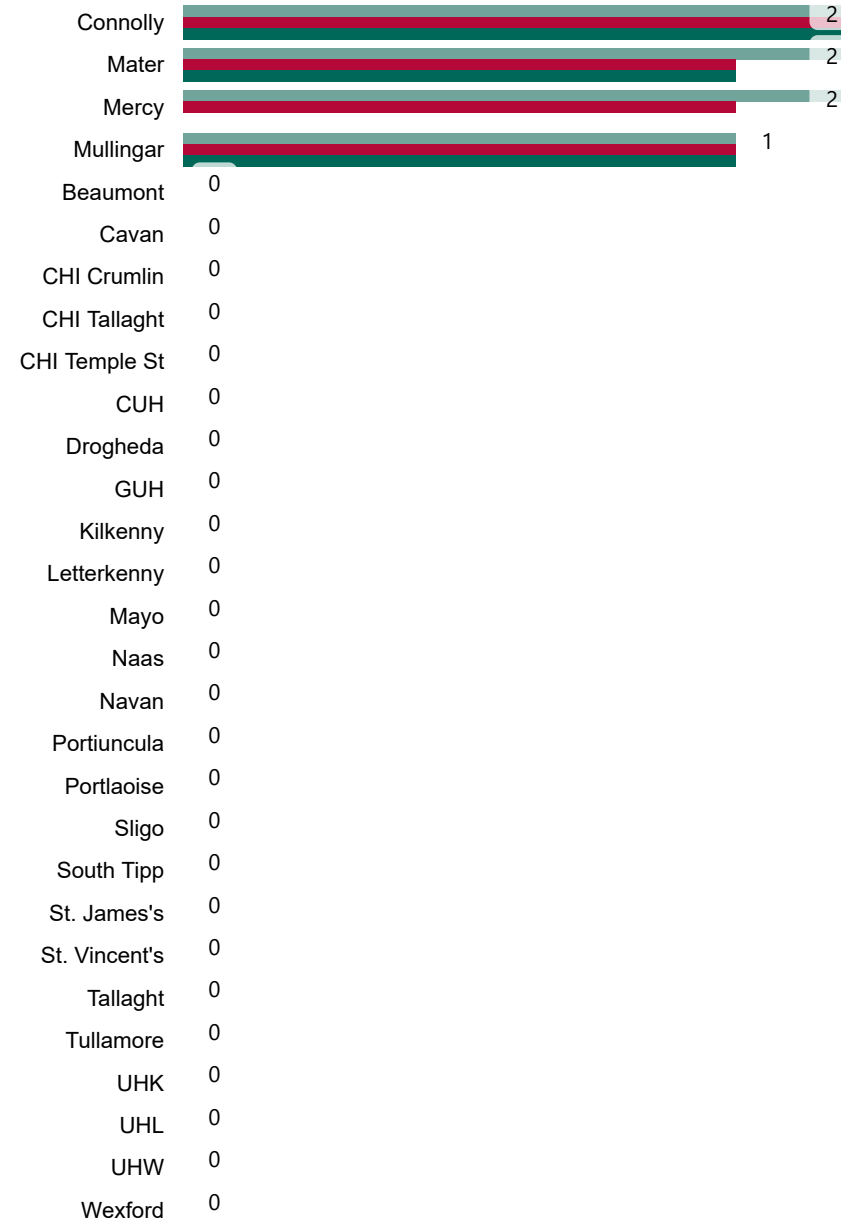 Connolly 2
Mater 2
Mercy 2
Mullingar 1
Beaumont 0
Cavan 0
CHI Crumlin 0
CHI Tallaght 0
CHI Temple St 0
CUH 0
Drogheda 0
GUH 0
Kilkenny 0
Letterkenny 0
Mayo 0
Naas 0
Navan 0
Portiuncula 0
Portlaoise 0
Sligo 0
South Tipp 0
St. James's 0
St. Vincent's 0
Tallaght 0
Tullamore 0
UHK 0
UHL 0
UHW 0
Wexford 0